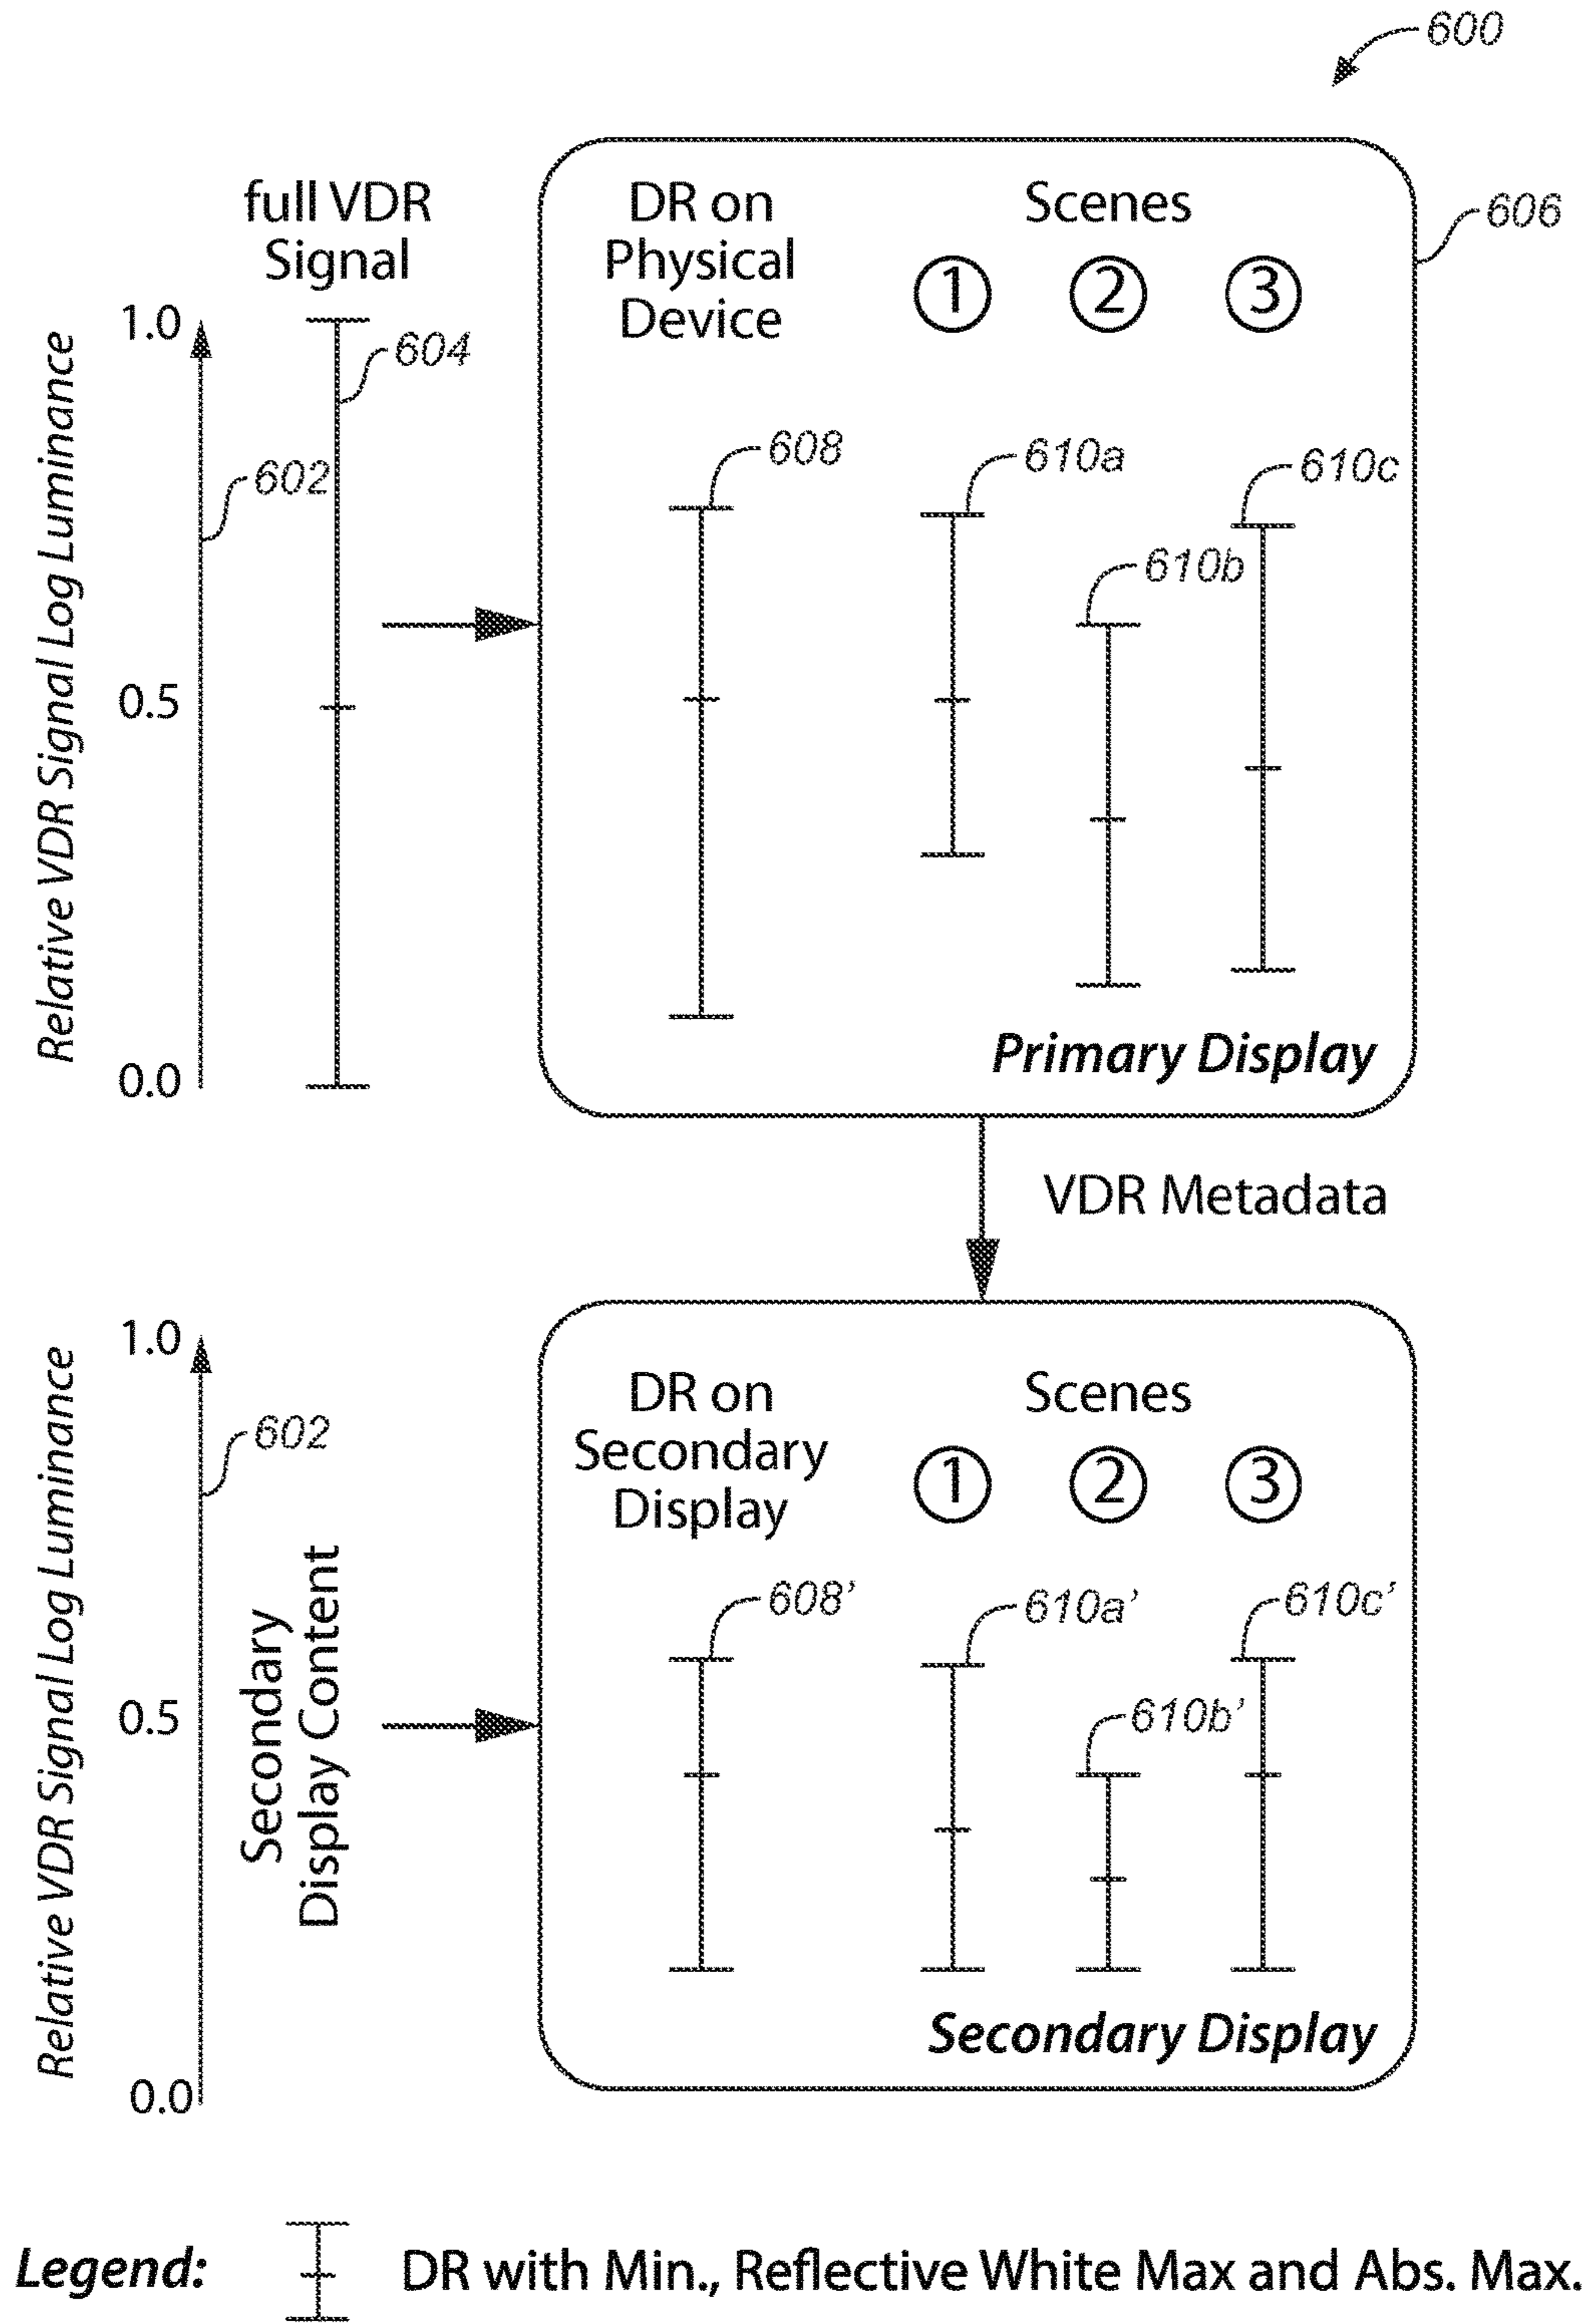 600
full VDR
Signal
DR on
Physical
Device
Scenes
1 2 3
606
1.0
604
602
608
610a
610b
610c
Relative VDR Signal Log Luminance
0.5
0.0
Primary Display
VDR Metadata
1.0
602
DR on
Secondary
Display
Scenes
1 2 3
608’
610a’
610b’
610c’
Relative VDR Signal Log Luminance
0.5
Secondary
Display Content
0.0
Secondary Display
Legend: DR with Min., Reflective White Max and Abs. Max.